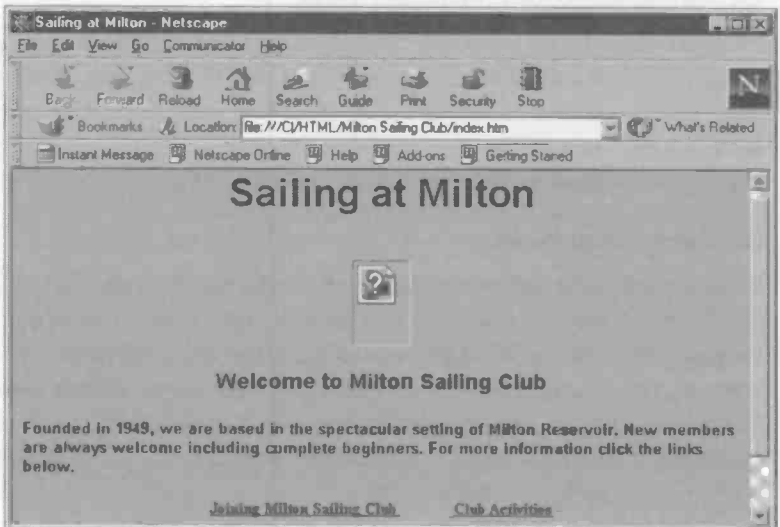 Sailing at Milton - Netscape
File Edit View Go Communicator Help
Back Forward Reload Home Search Guide Print Security Stop
N
Bookmarks Location: file:///C|/HTML/Milton Sailing Club/index.htm What's Related
Instant Message Netscape Online Help Add-ons Getting Started
Sailing at Milton
?
Welcome to Milton Sailing Club
Founded in 1949, we are based in the spectacular setting of Milton Reservoir. New members
are always welcome including complete beginners. For more information click the links
below.
Joining Milton Sailing Club Club Activities